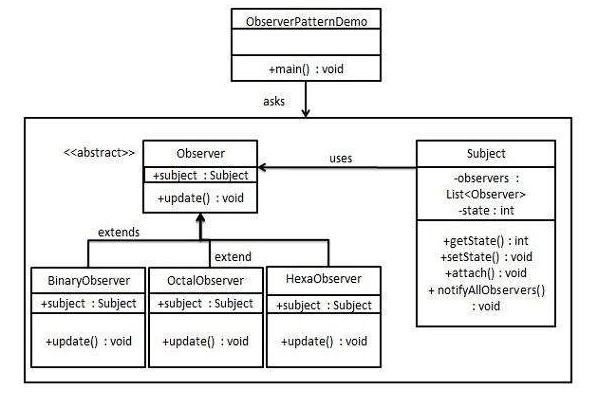 ObserverPatternDemo
+main() : void
asks
<<abstract>>
Observer
+subject : Subject
+update() : void
uses
Subject
-observers :
List<Observer>
-state : int
+getState() : int
+setState() : void
+attach() : void
+ notifyAllObservers()
: void
extends
extend
BinaryObserver
+subject : Subject
+update() : void
OctalObserver
+subject : Subject
+update() : void
HexaObserver
+subject : Subject
+update() : void